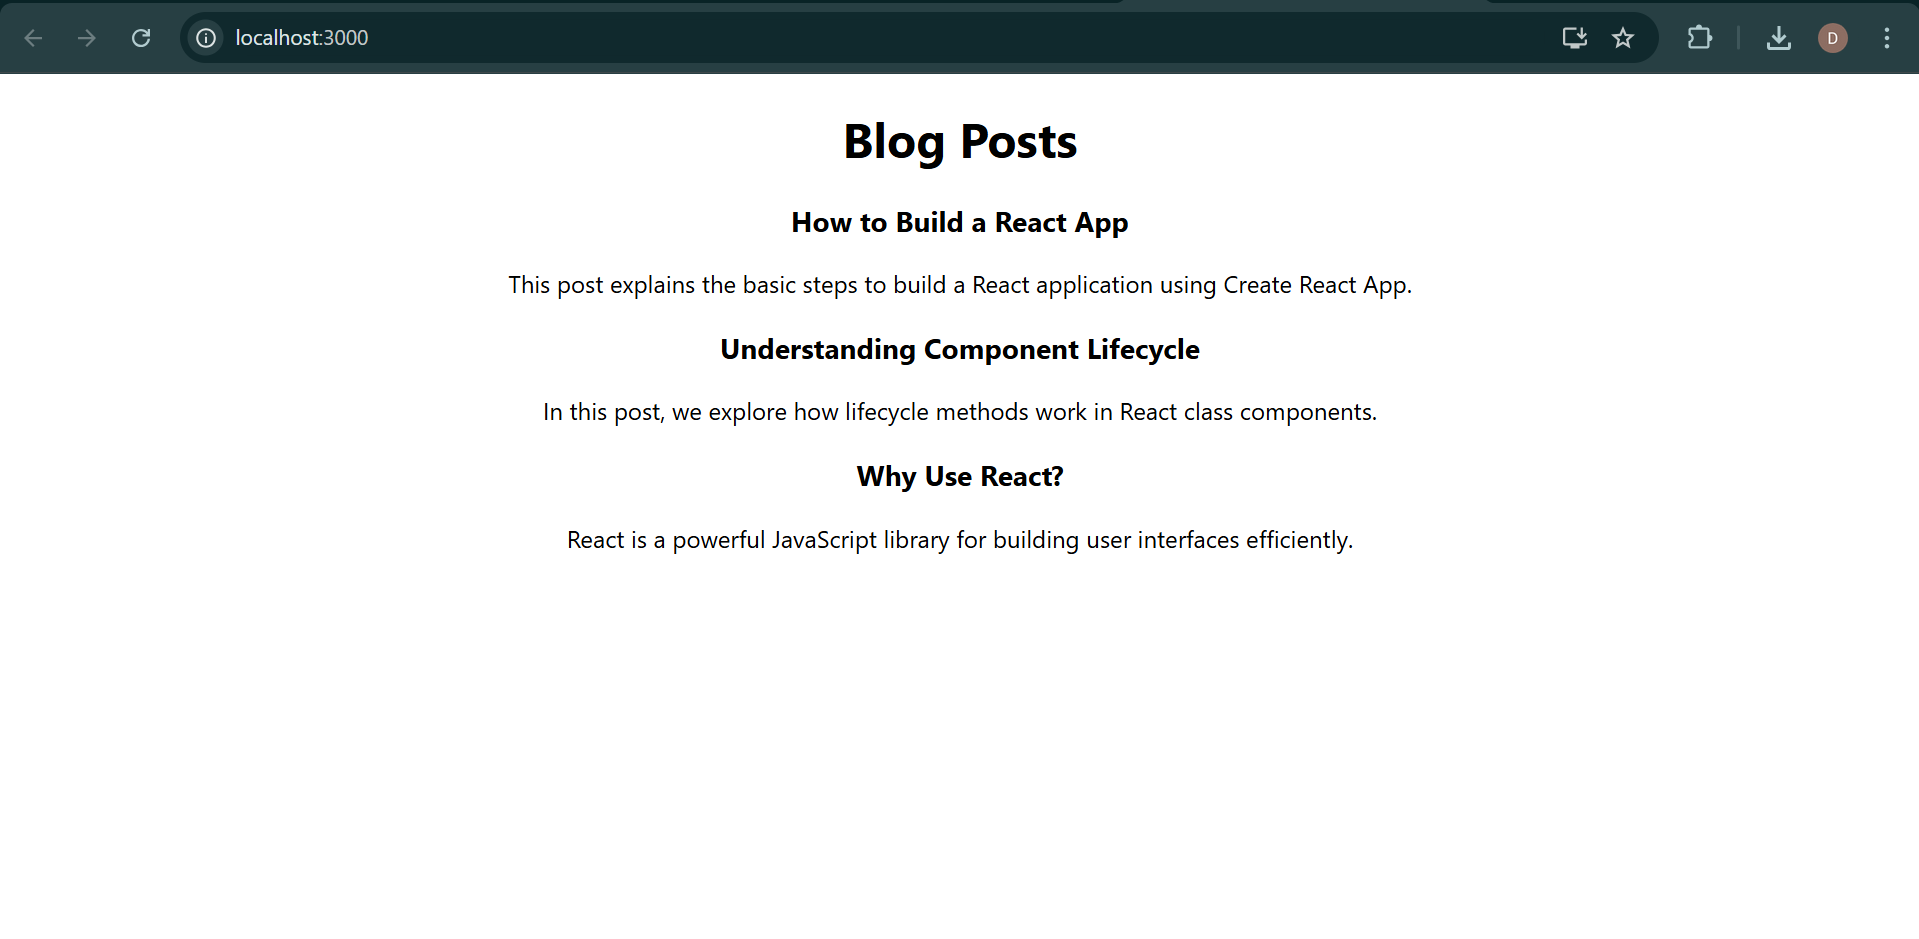 localhost:3000
D
Blog Posts
How to Build a React App
This post explains the basic steps to build a React application using Create React App.
Understanding Component Lifecycle
In this post, we explore how lifecycle methods work in React class components.
Why Use React?
React is a powerful JavaScript library for building user interfaces efficiently.